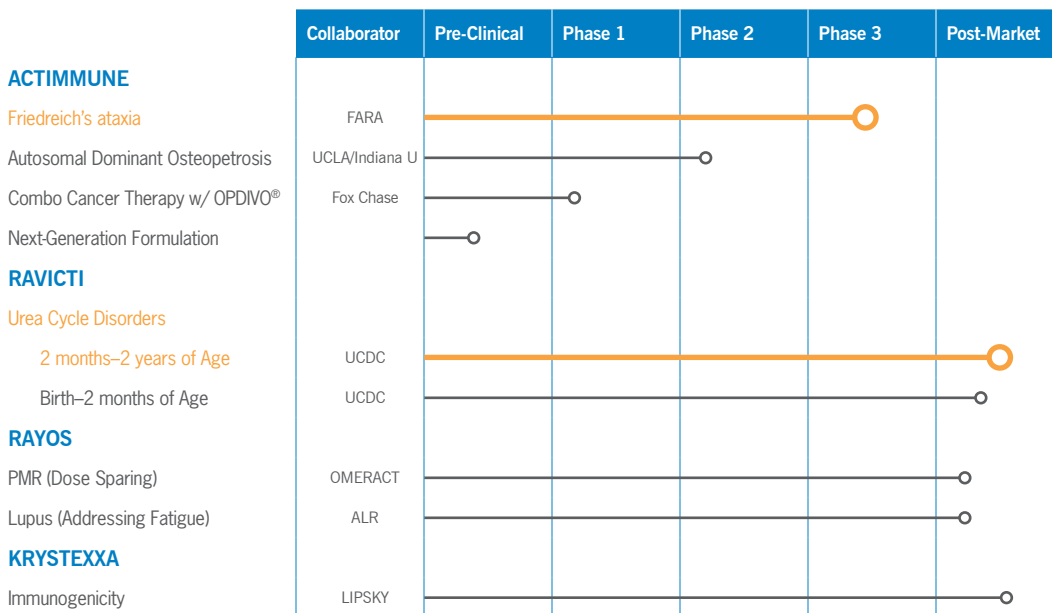 Collaborator Pre-Clinical Phase 1 Phase 2 Phase 3 Post-Market
ACTIMMUNE
Friedreich's ataxia FARA
Autosomal Dominant Osteopetrosis UCLA/Indiana U
Combo Cancer Therapy w/ OPDIVO® Fox Chase
Next-Generation Formulation
RAVICTI
Urea Cycle Disorders
2 months–2 years of Age UCDC
Birth–2 months of Age UCDC
RAYOS
PMR (Dose Sparing) OMERACT
Lupus (Addressing Fatigue) ALR
KRYSTEXXA
Immunogenicity LIPSKY